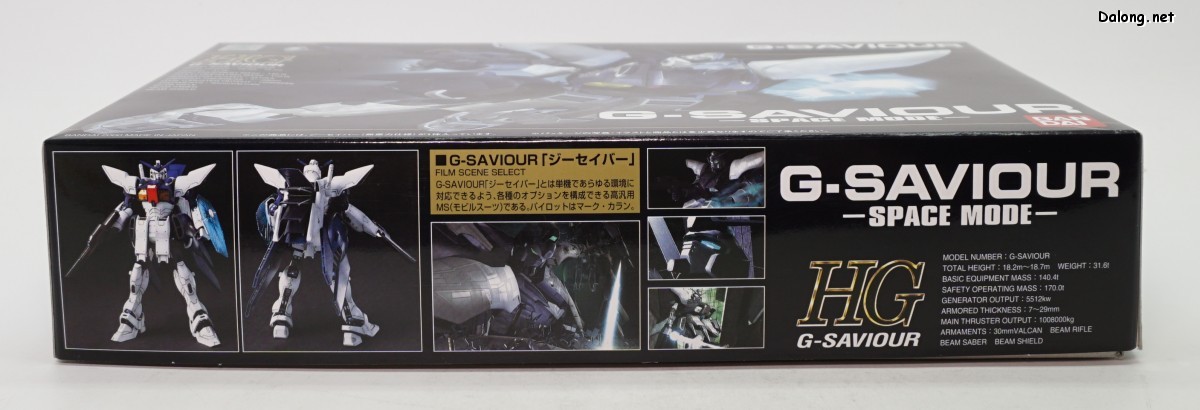 Dalong.net
G-SAVIOUR
G-SAVIOUR
—SPACE MODE—
BAN
DAI
■G-SAVIOUR「ジーセイバー」
FILM SCENE SELECT
G-SAVIOUR「ジーセイバー」とは単機であらゆる環境に
対応できるよう、各種のオプションを構成できる高汎用
MS(モビルスーツ)である。パイロットはマーク・カラン。
G-SAVIOUR
—SPACE MODE—
HG
G-SAVIOUR
MODEL NUMBER : G-SAVIOUR
TOTAL HEIGHT : 18.2m〜18.7m WEIGHT : 31.6t
BASIC EQUIPMENT MASS : 140.4t
SAFETY OPERATING MASS : 170.0t
GENERATOR OUTPUT : 5512kw
ARMORED THICKNESS : 7〜29mm
MAIN THRUSTER OUTPUT : 1008000kg
ARMAMENTS : 30mmVALCAN BEAM RIFLE
BEAM SABER BEAM SHIELD